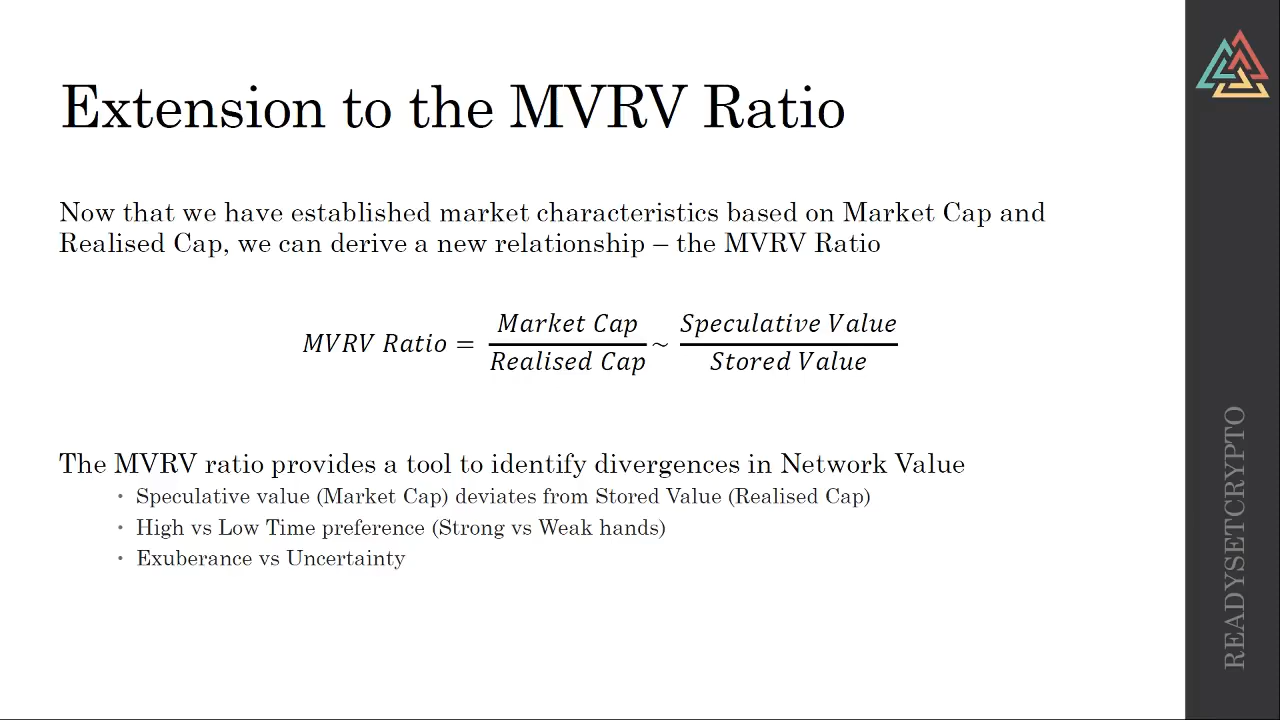 Extension to the MVRV Ratio
Now that we have established market characteristics based on Market Cap and
Realised Cap, we can derive a new relationship – the MVRV Ratio
MVRV Ratio = Market Cap / Realised Cap ~ Speculative Value / Stored Value
The MVRV ratio provides a tool to identify divergences in Network Value
• Speculative value (Market Cap) deviates from Stored Value (Realised Cap)
• High vs Low Time preference (Strong vs Weak hands)
• Exuberance vs Uncertainty
READYSETCRYPTO